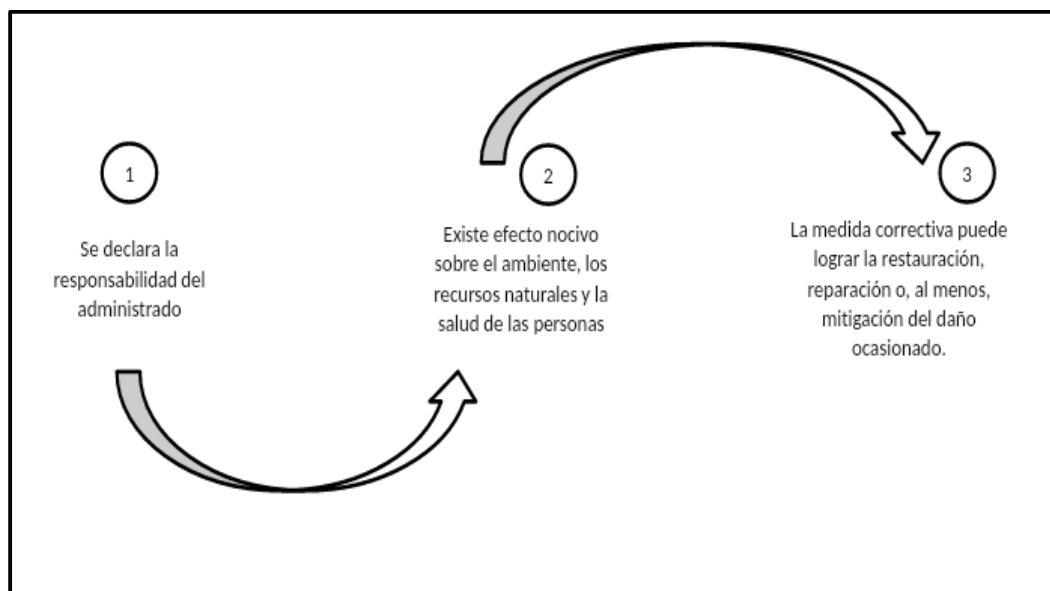 1
Se declara la
responsabilidad del
administrado
2
Existe efecto nocivo
sobre el ambiente, los
recursos naturales y la
salud de las personas
3
La medida correctiva puede
lograr la restauración,
reparación o, al menos,
mitigación del daño
ocasionado.